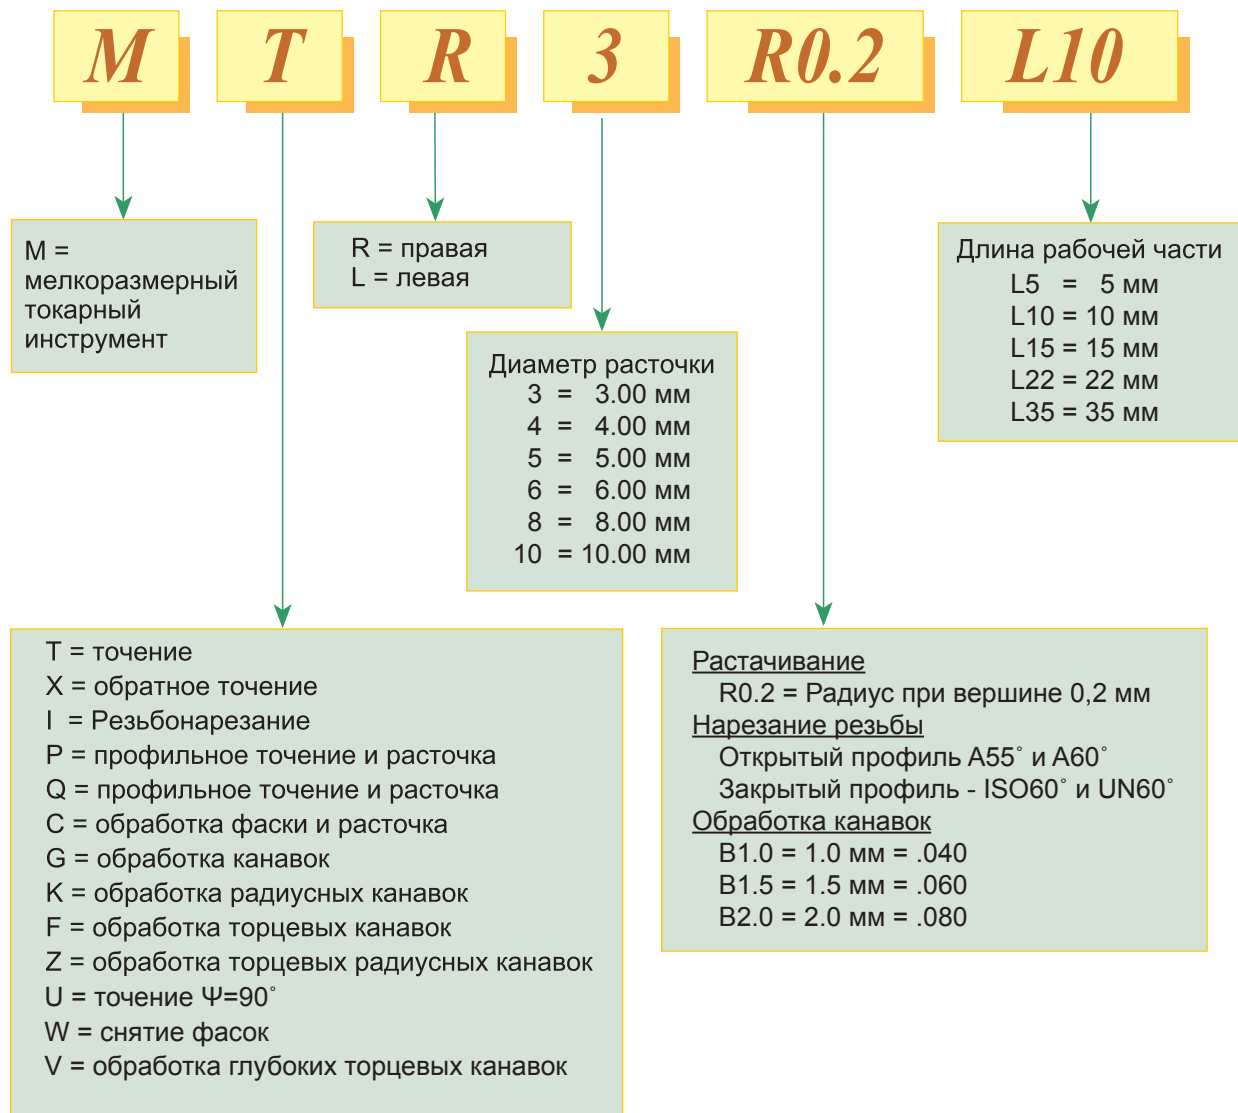 M T R 3 R0.2 L10
M =
мелкоразмерный
токарный
инструмент
R = правая
L = левая
Диаметр расточки
3 = 3.00 мм
4 = 4.00 мм
5 = 5.00 мм
6 = 6.00 мм
8 = 8.00 мм
10 = 10.00 мм
Длина рабочей части
L5 = 5 мм
L10 = 10 мм
L15 = 15 мм
L22 = 22 мм
L35 = 35 мм
T = точение
X = обратное точение
I = Резьбонарезание
P = профильное точение и расточка
Q = профильное точение и расточка
C = обработка фаски и расточка
G = обработка канавок
K = обработка радиусных канавок
F = обработка торцевых канавок
Z = обработка торцевых радиусных канавок
U = точение Ψ=90˚
W = снятие фасок
V = обработка глубоких торцевых канавок
Растачивание
R0.2 = Радиус при вершине 0,2 мм
Нарезание резьбы
Открытый профиль A55˚ и A60˚
Закрытый профиль - ISO60˚ и UN60˚
Обработка канавок
B1.0 = 1.0 мм = .040
B1.5 = 1.5 мм = .060
B2.0 = 2.0 мм = .080